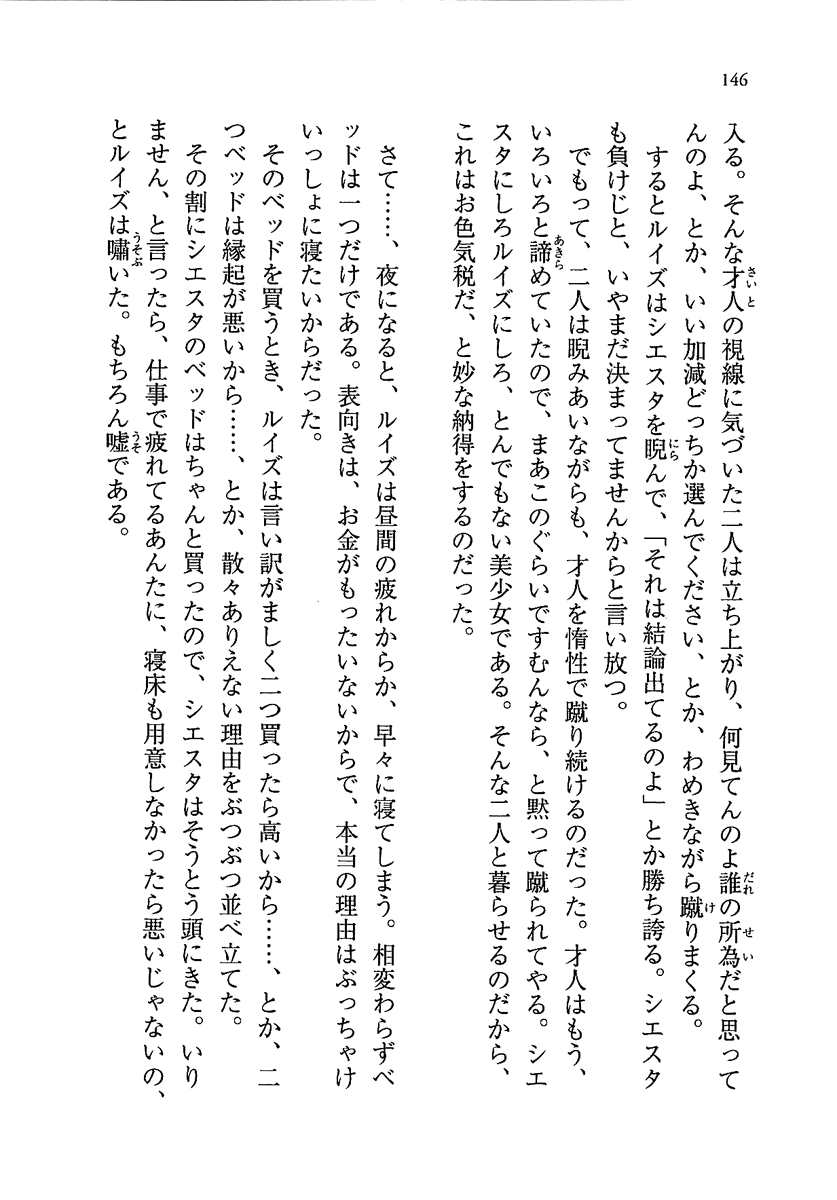 146
入る。そんな才人の視線に気づいた二人は立ち上がり、何見てんのよ誰の所為だと思って
んのよ、とか、いい加減どっちか選んでください、とか、わめきながら蹴りまくる。
　するとルイズはシエスタを睨んで、「それは結論出てるのよ」とか勝ち誇る。シエスタ
も負けじと、いやまだ決まってませんからと言い放つ。
　でもって、二人は睨みあいながらも、才人を惰性で蹴り続けるのだった。才人はもう、
いろいろと諦めていたので、まあこのぐらいですむんなら、と黙って蹴られてやる。シエ
スタにしろルイズにしろ、とんでもない美少女である。そんな二人と暮らせるのだから、
これはお色気税だ、と妙な納得をするのだった。
　さて……、夜になると、ルイズは昼間の疲れからか、早々に寝てしまう。相変わらずベ
ッドは一つだけである。表向きは、お金がもったいないからで、本当の理由はぶっちゃけ
いっしょに寝たいからだった。
　そのベッドを買うとき、ルイズは言い訳がましく二つ買ったら高いから……、とか、二
つベッドは縁起が悪いから……、とか、散々ありえない理由をぶつぶつ並べ立てた。
　その割にシエスタのベッドはちゃんと買ったので、シエスタはそうとう頭にきた。いり
ません、と言ったら、仕事で疲れてるあんたに、寝床も用意しなかったら悪いじゃないの、
とルイズは嘯いた。もちろん嘘である。